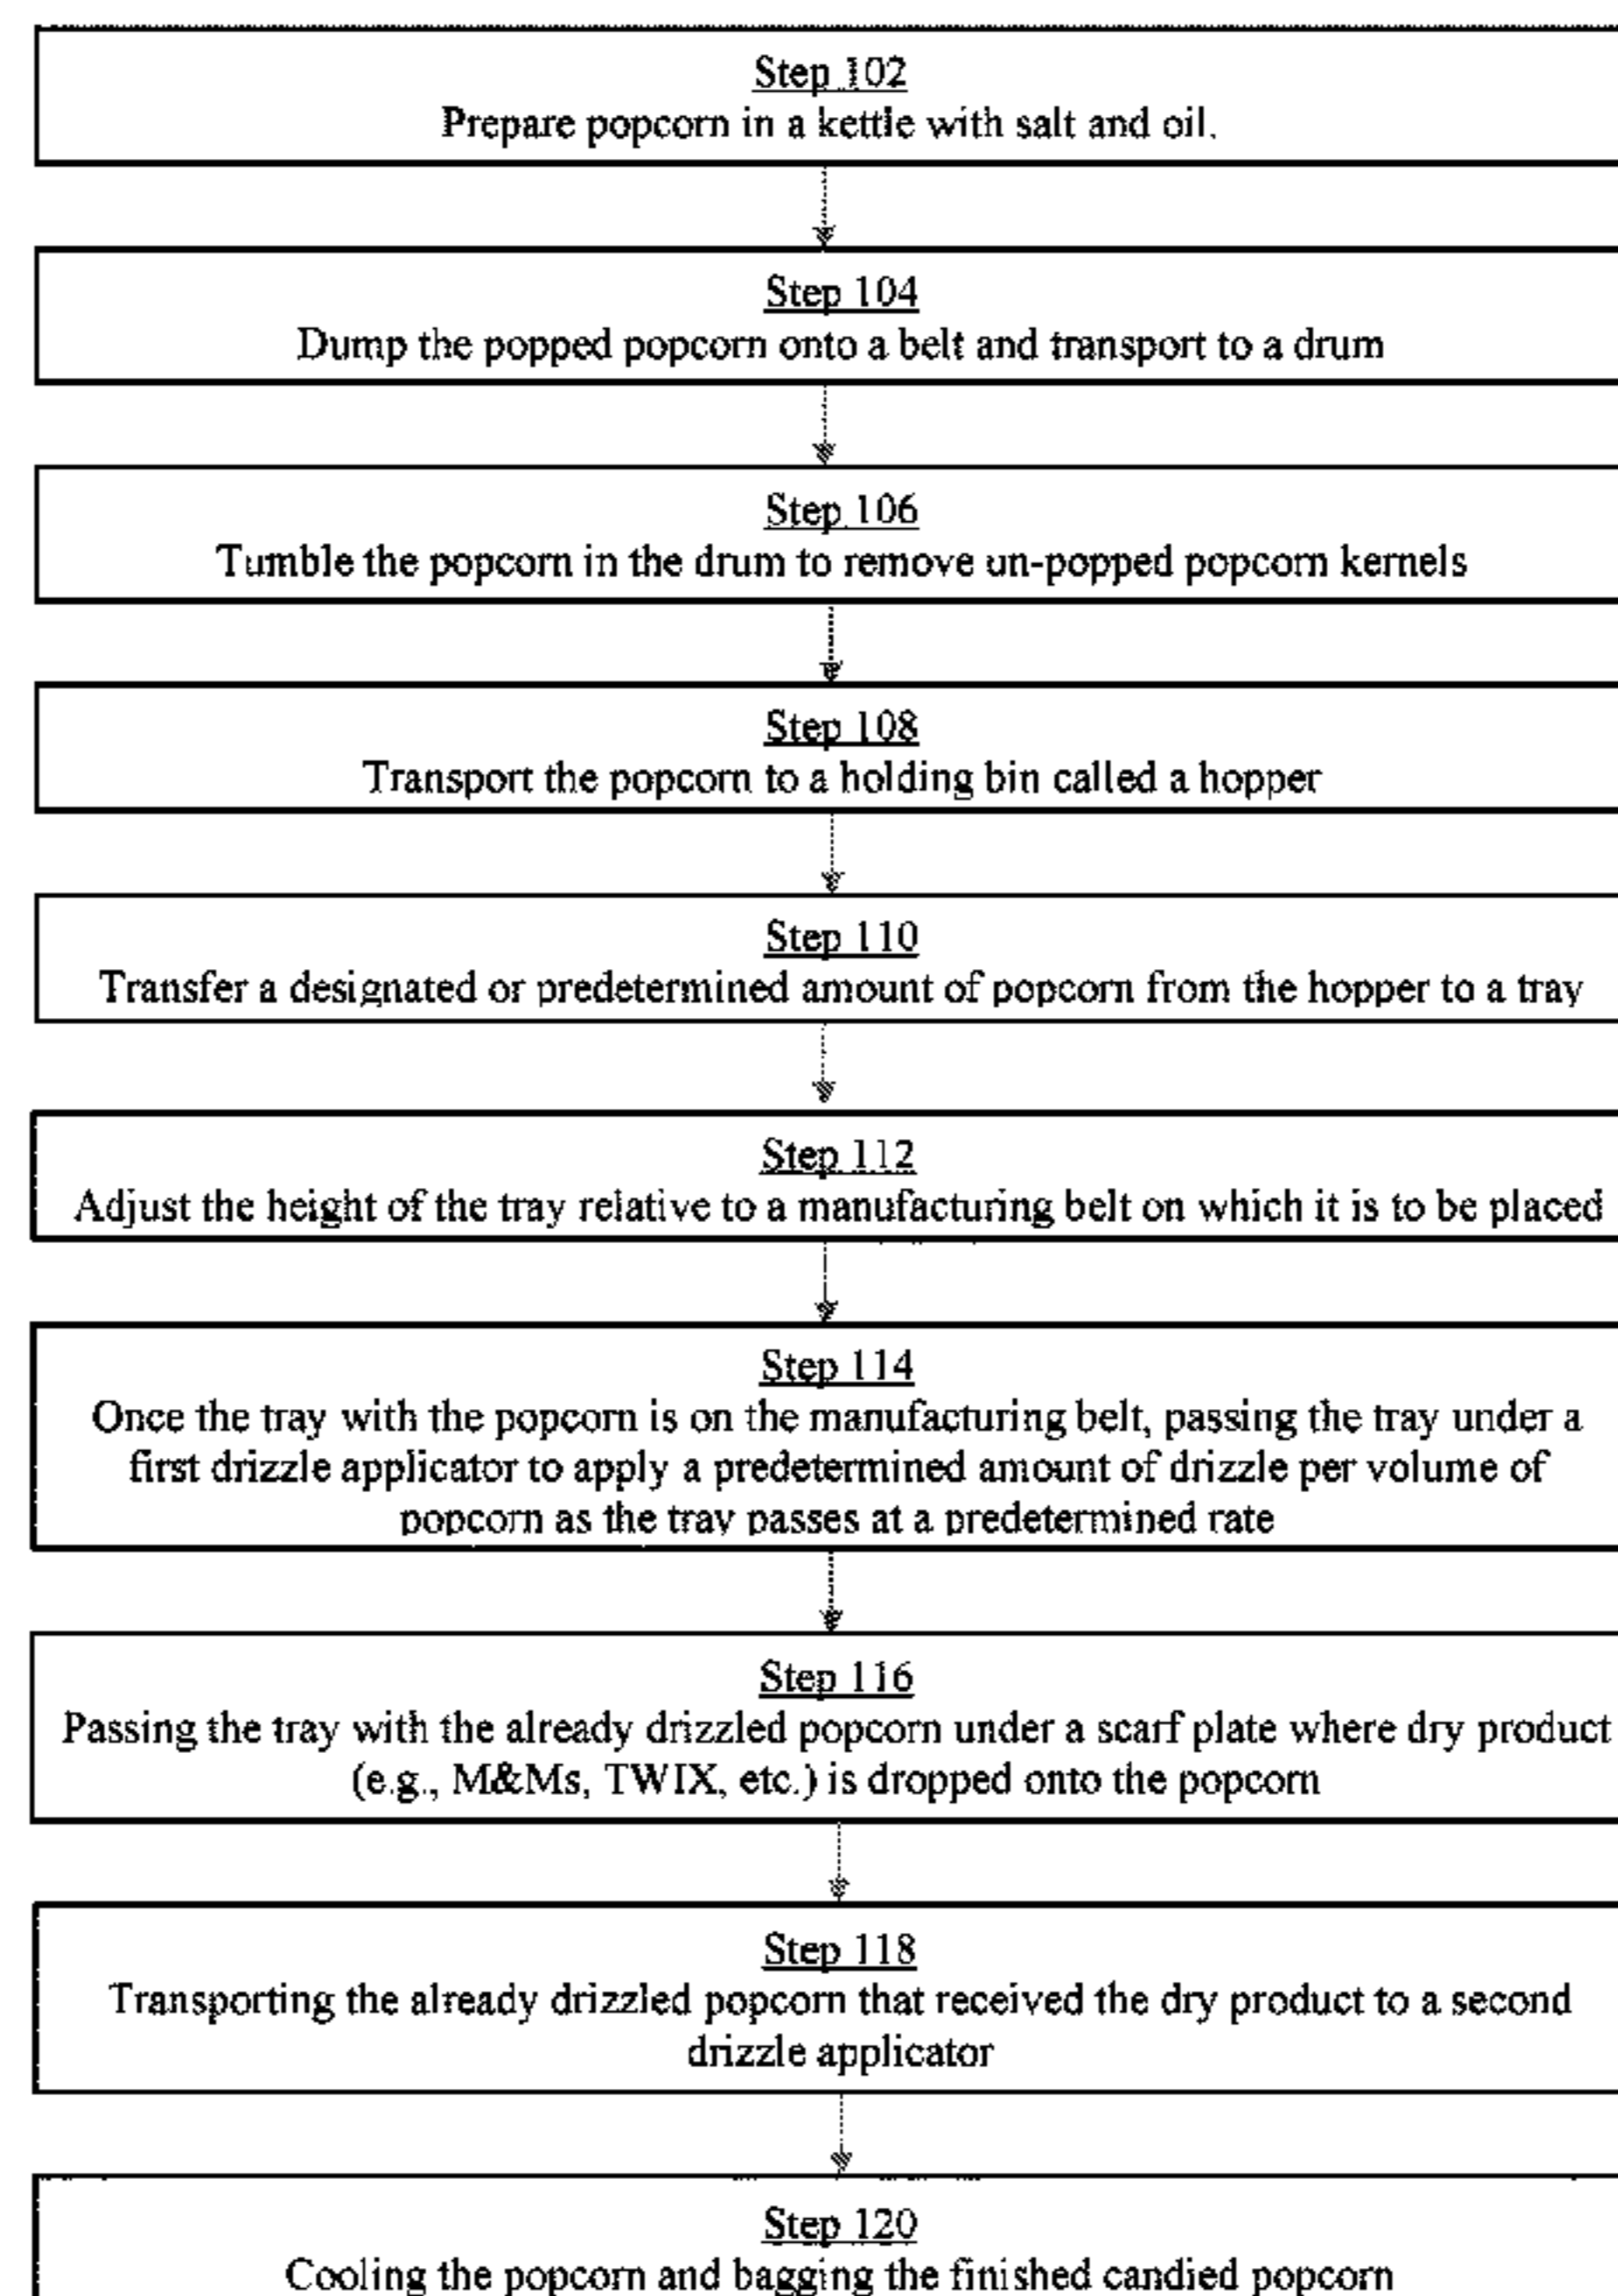 Step 102
Prepare popcorn in a kettle with salt and oil.
Step 104
Dump the popped popcorn onto a belt and transport to a drum
Step 106
Tumble the popcorn in the drum to remove un-popped popcorn kernels
Step 108
Transport the popcorn to a holding bin called a hopper
Step 110
Transfer a designated or predetermined amount of popcorn from the hopper to a tray
Step 112
Adjust the height of the tray relative to a manufacturing belt on which it is to be placed
Step 114
Once the tray with the popcorn is on the manufacturing belt, passing the tray under a
first drizzle applicator to apply a predetermined amount of drizzle per volume of
popcorn as the tray passes at a predetermined rate
Step 116
Passing the tray with the already drizzled popcorn under a scarf plate where dry product
(e.g., M&Ms, TWIX, etc.) is dropped onto the popcorn
Step 118
Transporting the already drizzled popcorn that received the dry product to a second
drizzle applicator
Step 120
Cooling the popcorn and bagging the finished candied popcorn